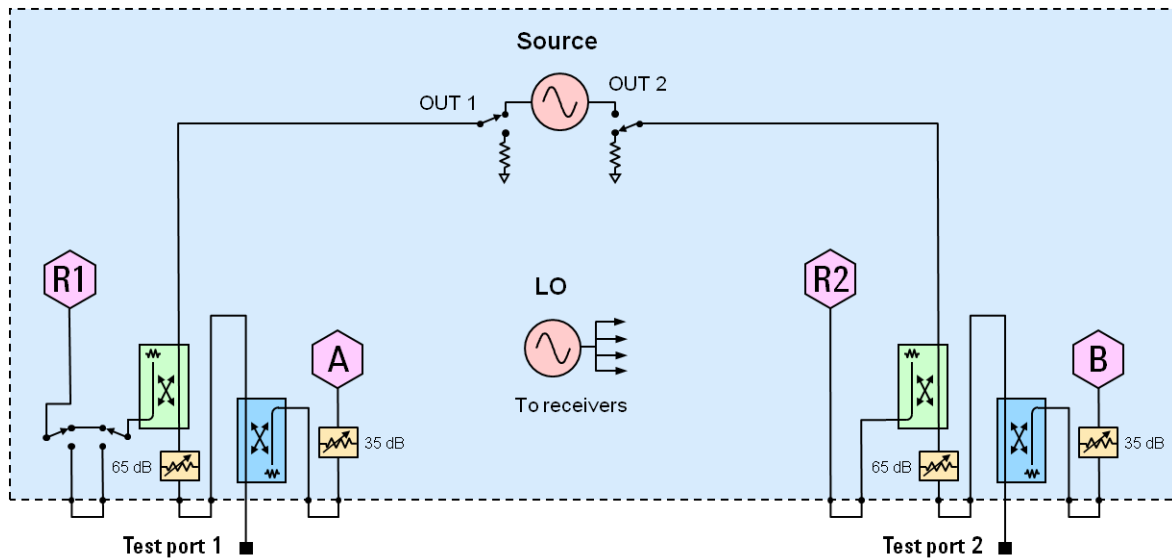 Source
OUT 1
OUT 2
R1
R2
LO
A
B
To receivers
35 dB
35 dB
65 dB
65 dB
Test port 1
Test port 2